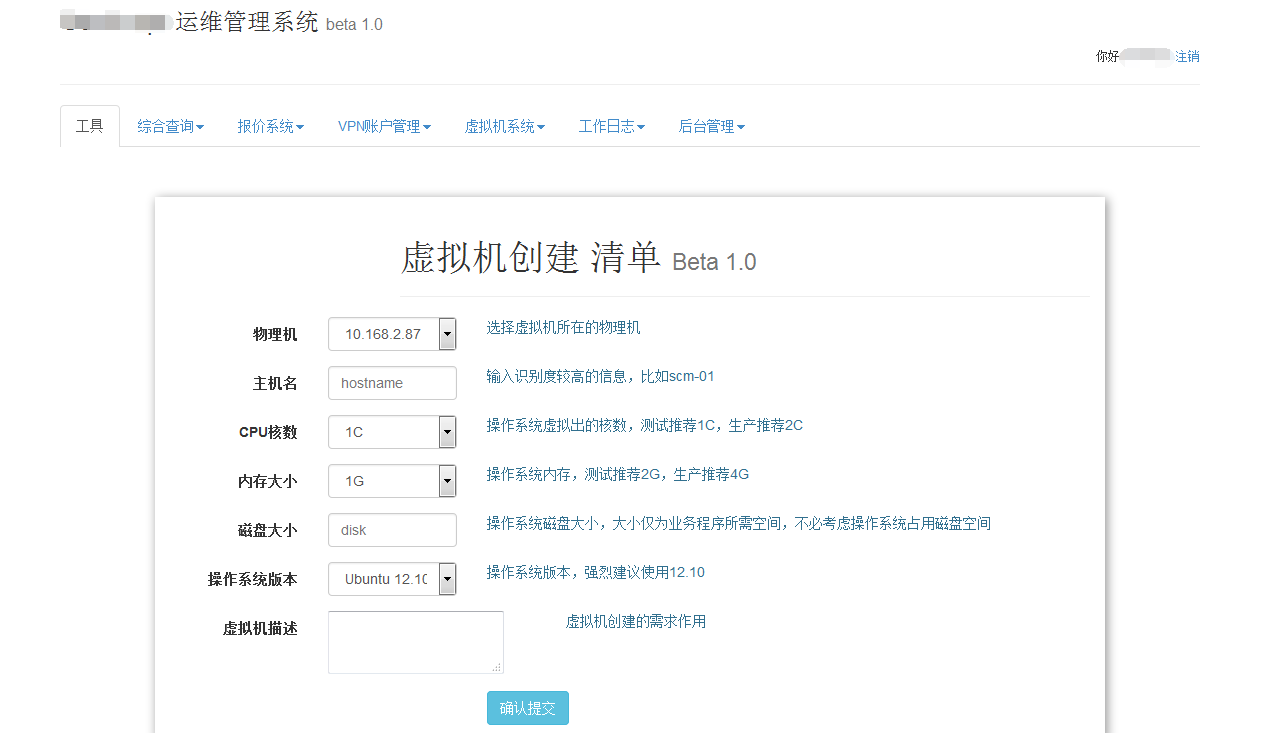 运维管理系统 beta 1.0
你好 注销
工具 综合查询 报价系统 VPN账户管理 虚拟机系统 工作日志 后台管理
虚拟机创建 清单 Beta 1.0
物理机 10.168.2.87 选择虚拟机所在的物理机
主机名 hostname 输入识别度较高的信息，比如scm-01
CPU核数 1C 操作系统虚拟出的核数，测试推荐1C，生产推荐2C
内存大小 1G 操作系统内存，测试推荐2G，生产推荐4G
磁盘大小 disk 操作系统磁盘大小，大小仅为业务程序所需空间，不必考虑操作系统占用磁盘空间
操作系统版本 Ubuntu 12.10 操作系统版本，强烈建议使用12.10
虚拟机描述 虚拟机创建的需求作用
确认提交